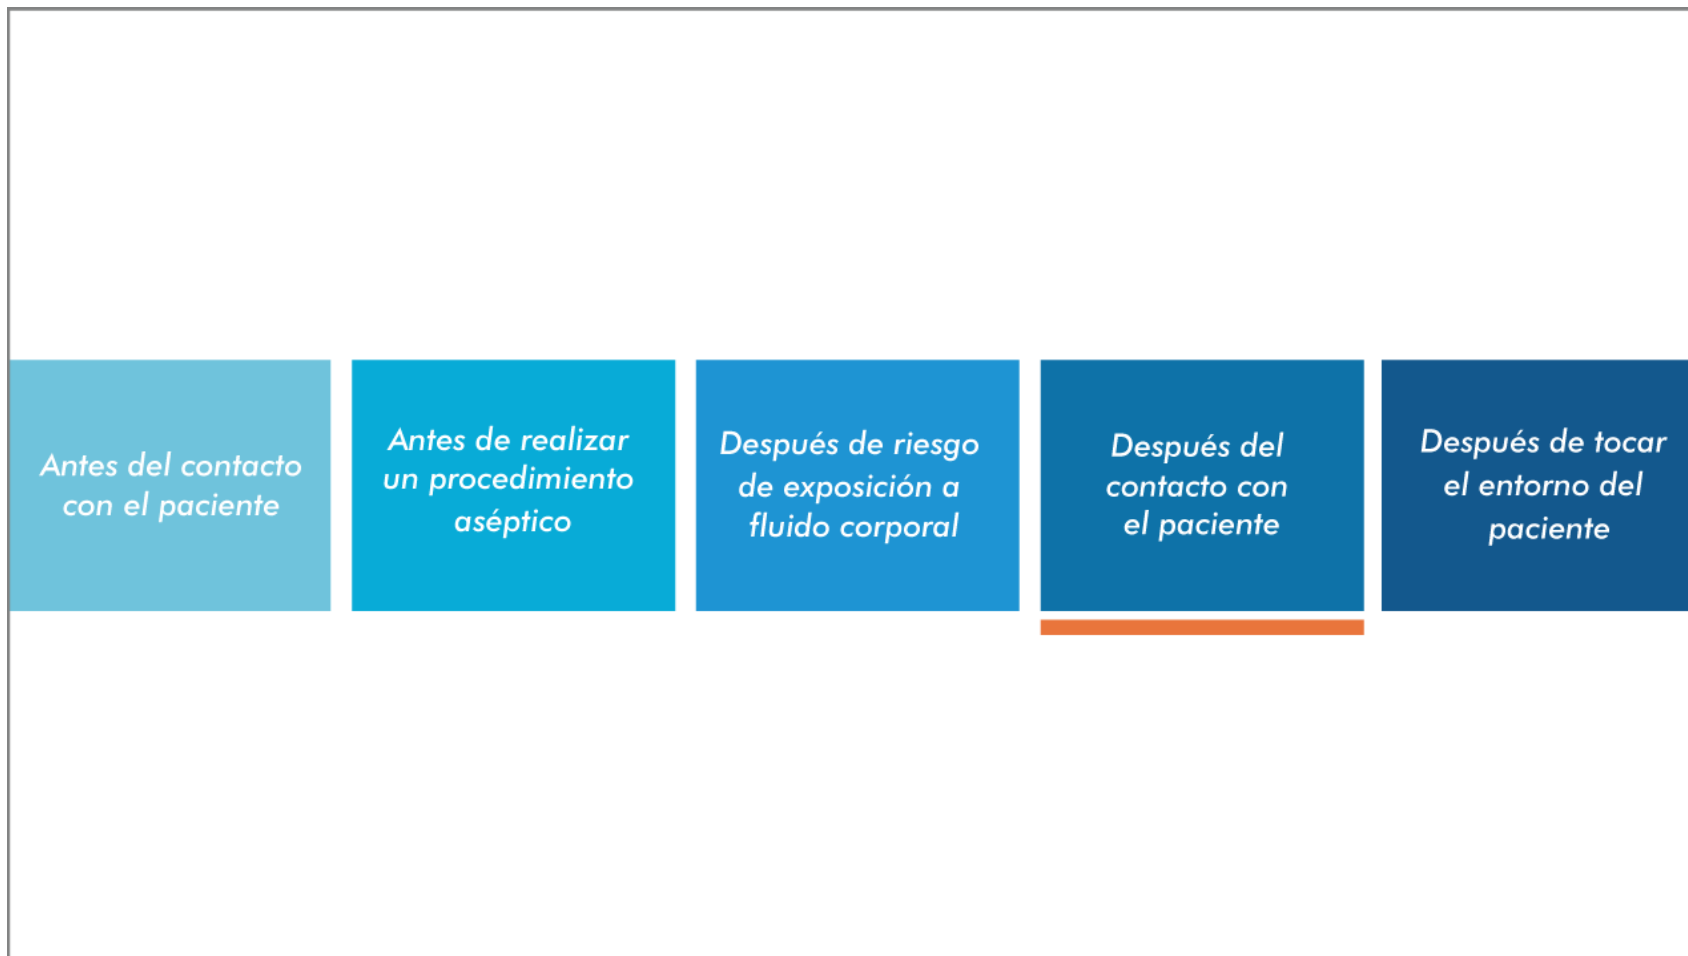 Antes del contacto
con el paciente
Antes de realizar
un procedimiento
aséptico
Después de riesgo
de exposición a
fluido corporal
Después del
contacto con
el paciente
Después de tocar
el entorno del
paciente